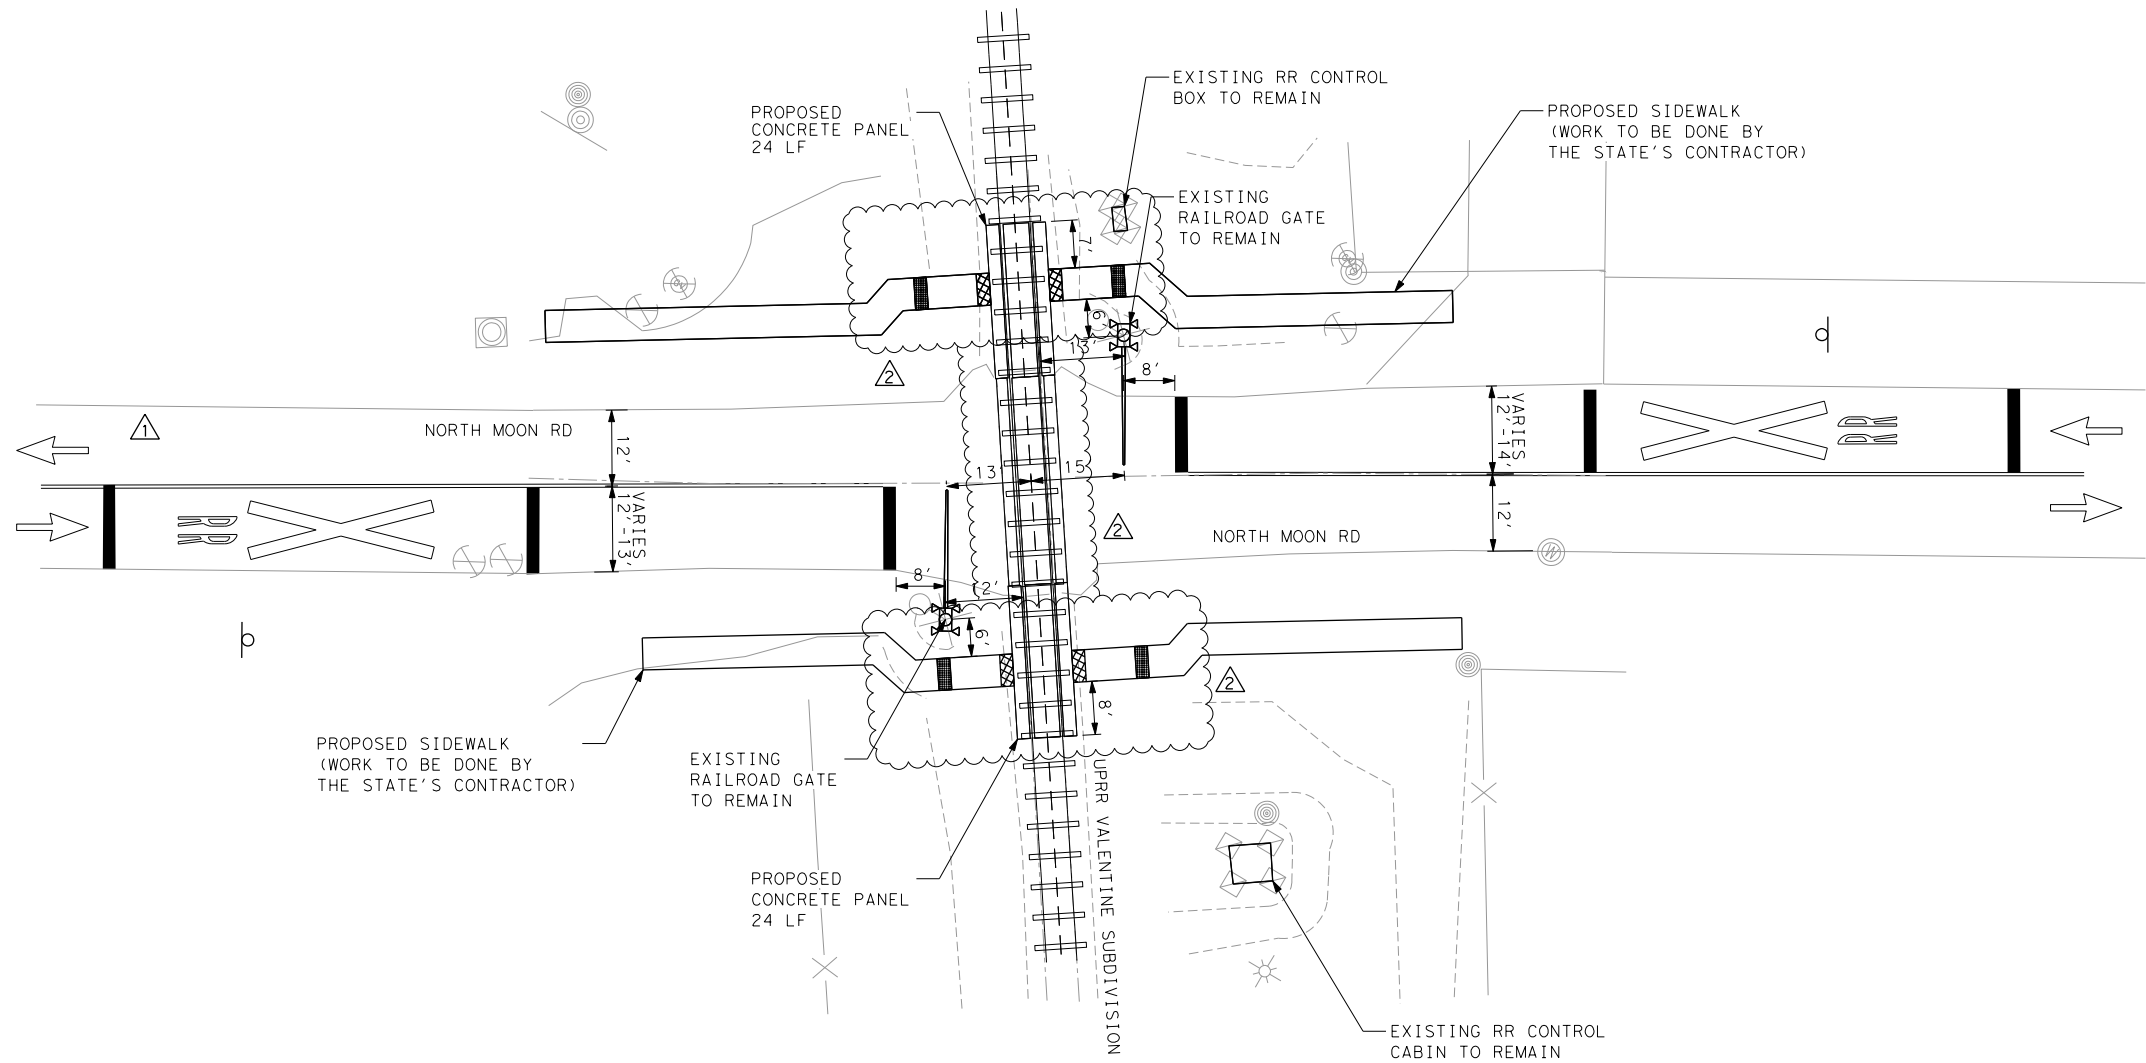 EXISTING RR CONTROL
BOX TO REMAIN
PROPOSED
CONCRETE PANEL
24 LF
PROPOSED SIDEWALK
(WORK TO BE DONE BY
THE STATE'S CONTRACTOR)
EXISTING
RAILROAD GATE
TO REMAIN
7'
6'
13'
8'
2
1
NORTH MOON RD
12'
VARIES
12'-14'
RR
13'
15'
VARIES
12'-13'
RR
12'
2
NORTH MOON RD
W
8'
12'
6'
2
8'
PROPOSED SIDEWALK
(WORK TO BE DONE BY
THE STATE'S CONTRACTOR)
EXISTING
RAILROAD GATE
TO REMAIN
UPRR VALENTINE SUBDIVISION
PROPOSED
CONCRETE PANEL
24 LF
EXISTING RR CONTROL
CABIN TO REMAIN